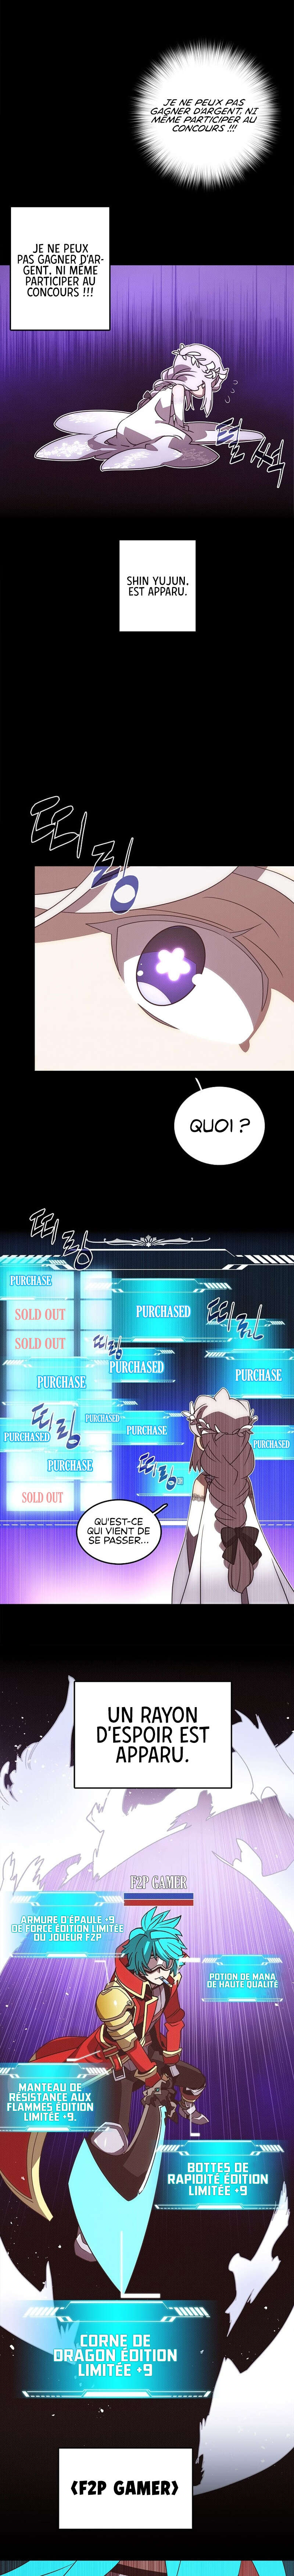 JE NE PEUX PAS
GAGNER D'ARGENT, NI
MÊME PARTICIPER AU
CONCOURS !!!
JE NE PEUX
PAS GAGNER D'AR-
GENT, NI MÊME
PARTICIPER AU
CONCOURS !!!
털썩
SHIN YUJUN,
EST APPARU.
띠링
QUOI ?
띠링
PURCHASE
SOLD OUT
PURCHASED
띠링
SOLD OUT
띠링
PURCHASED
PURCHASE
PURCHASE
띠링
PURCHASED
PURCHASED
PURCHASE
PURCHASED
PURCHASE
띠링
SOLD OUT
QU'EST-CE
QUI VIENT DE
SE PASSER...
UN RAYON
D'ESPOIR EST
APPARU.
F2P GAMER
ARMURE D'ÉPAULE +9
DE FORCE ÉDITION LIMITÉE
DU JOUEUR F2P
POTION DE MANA
DE HAUTE QUALITÉ
MANTEAU DE
RÉSISTANCE AUX
FLAMMES ÉDITION
LIMITÉE +9.
BOTTES DE
RAPIDITÉ ÉDITION
LIMITÉE +9
CORNE DE
DRAGON ÉDITION
LIMITÉE +9
<F2P GAMER>